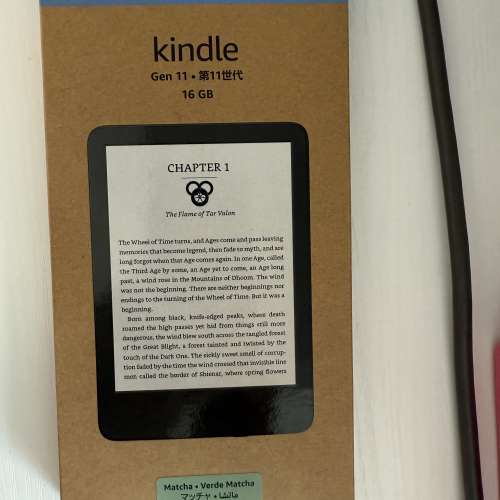 kindle
Gen 11 • 第11世代
16 GB
CHAPTER 1
The Flame of Tar Valon
The Wheel of Time turns, and Ages come and pass leaving
memories that become legend, then fade to myth, and are
long forgot when that Age comes again. In one Age, called
the Third Age by some, an Age yet to come, an Age long
past, a wind rose in the Mountains of Dhoom. The wind
was not the beginning. There are neither beginnings nor
endings to the turning of the Wheel of Time. But it was a
beginning.
Born among black, knife-edged peaks, where death
roamed the high passes yet hid from things still more
dangerous, the wind blew south across the tangled forest
of the Great Blight, a forest tainted and twisted by the
touch of the Dark One. The sickly sweet smell of corrup-
tion faded by the time the wind crossed that invisible line
men called the border of Shienar, where spring flowers
Matcha • Verde Matcha
マッチャ • ماتشا